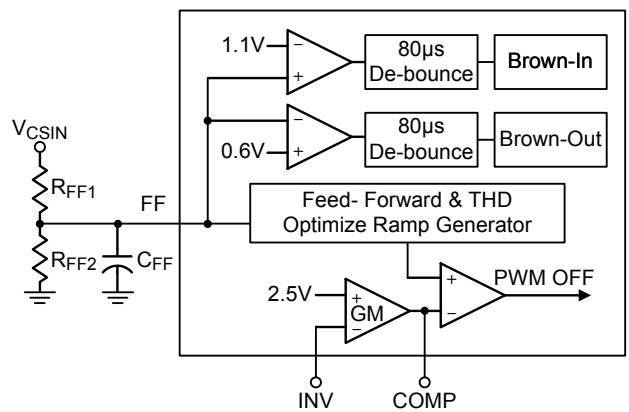 1.1V
−
+
80µs
De-bounce
Brown-In
−
0.6V
+
80µs
De-bounce
Brown-Out
VCSIN
RFF1
FF
RFF2
CFF
Feed- Forward & THD
Optimize Ramp Generator
2.5V
+
GM
−
+
−
PWM OFF
INV
COMP